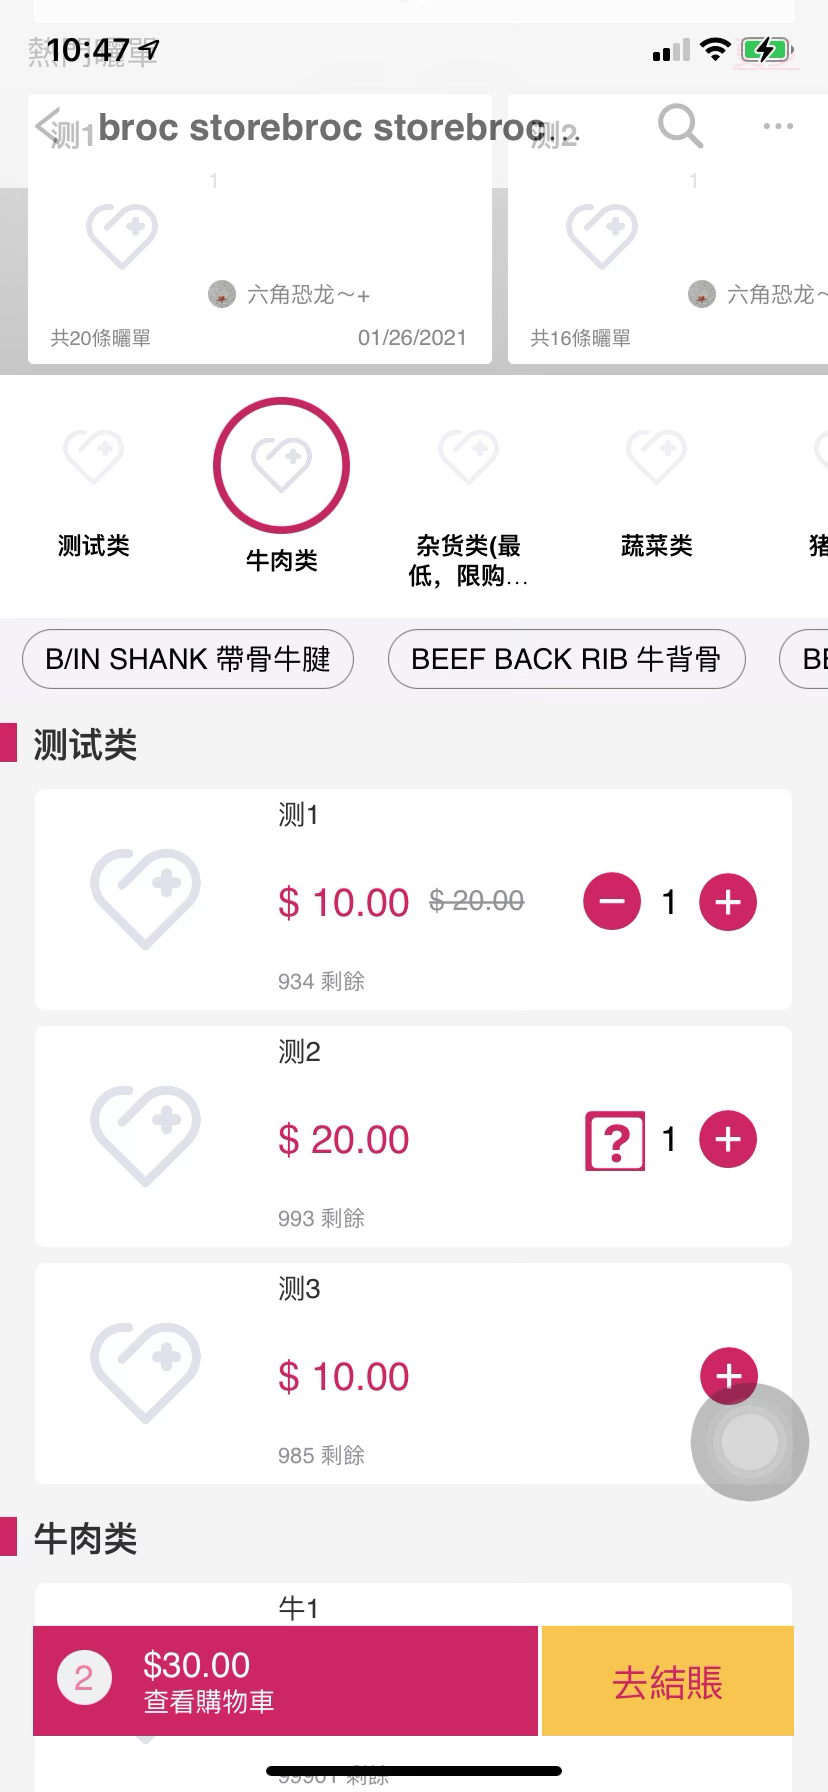 熱門曬單
10:47
测1
broc storebroc storebroc...
测2
1
1
六角恐龙～+
六角恐龙～
共20條曬單
01/26/2021
共16條曬單
测试类
牛肉类
杂货类(最
低，限购...
蔬菜类
猪
B/IN SHANK 帶骨牛腱
BEEF BACK RIB 牛背骨
BE
测试类
测1
$ 10.00
$ 20.00
1
934 剩餘
测2
$ 20.00
?
1
993 剩餘
测3
$ 10.00
985 剩餘
牛肉类
牛1
2
$30.00
查看購物車
去結賬
99901 剩餘